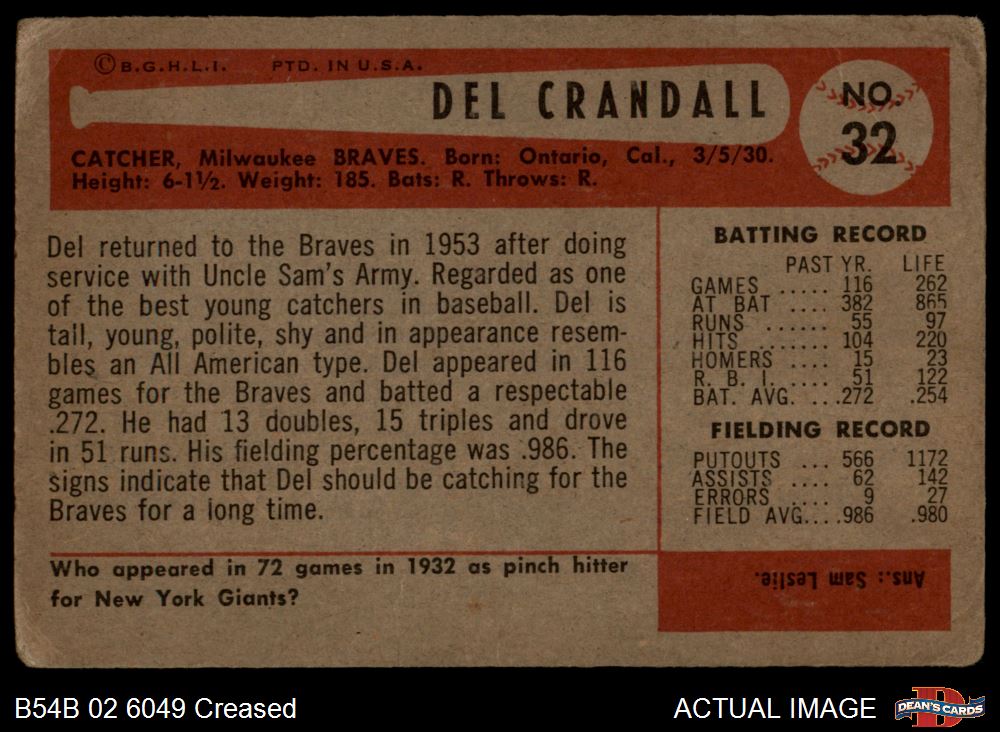 © B.G.H.L.I. PTD. IN U.S.A.
DEL CRANDALL
NO.
32
CATCHER, Milwaukee BRAVES. Born: Ontario, Cal., 3/5/30.
Height: 6-1½. Weight: 185. Bats: R. Throws: R.
Del returned to the Braves in 1953 after doing
service with Uncle Sam's Army. Regarded as one
of the best young catchers in baseball. Del is
tall, young, polite, shy and in appearance resem-
bles an All American type. Del appeared in 116
games for the Braves and batted a respectable
.272. He had 13 doubles, 15 triples and drove
in 51 runs. His fielding percentage was .986. The
signs indicate that Del should be catching for the
Braves for a long time.
BATTING RECORD
PAST YR. LIFE
GAMES ..... 116 262
AT BAT .... 382 865
RUNS ...... 55 97
HITS ....... 104 220
HOMERS .... 15 23
R. B. I. ..... 51 122
BAT. AVG. ... .272 .254
FIELDING RECORD
PUTOUTS ... 566 1172
ASSISTS .... 62 142
ERRORS .... 9 27
FIELD AVG.... .986 .980
Who appeared in 72 games in 1932 as pinch hitter
for New York Giants?
Ans.: Sam Leslie.
B54B 02 6049 Creased
ACTUAL IMAGE
D
DEAN'S CARDS